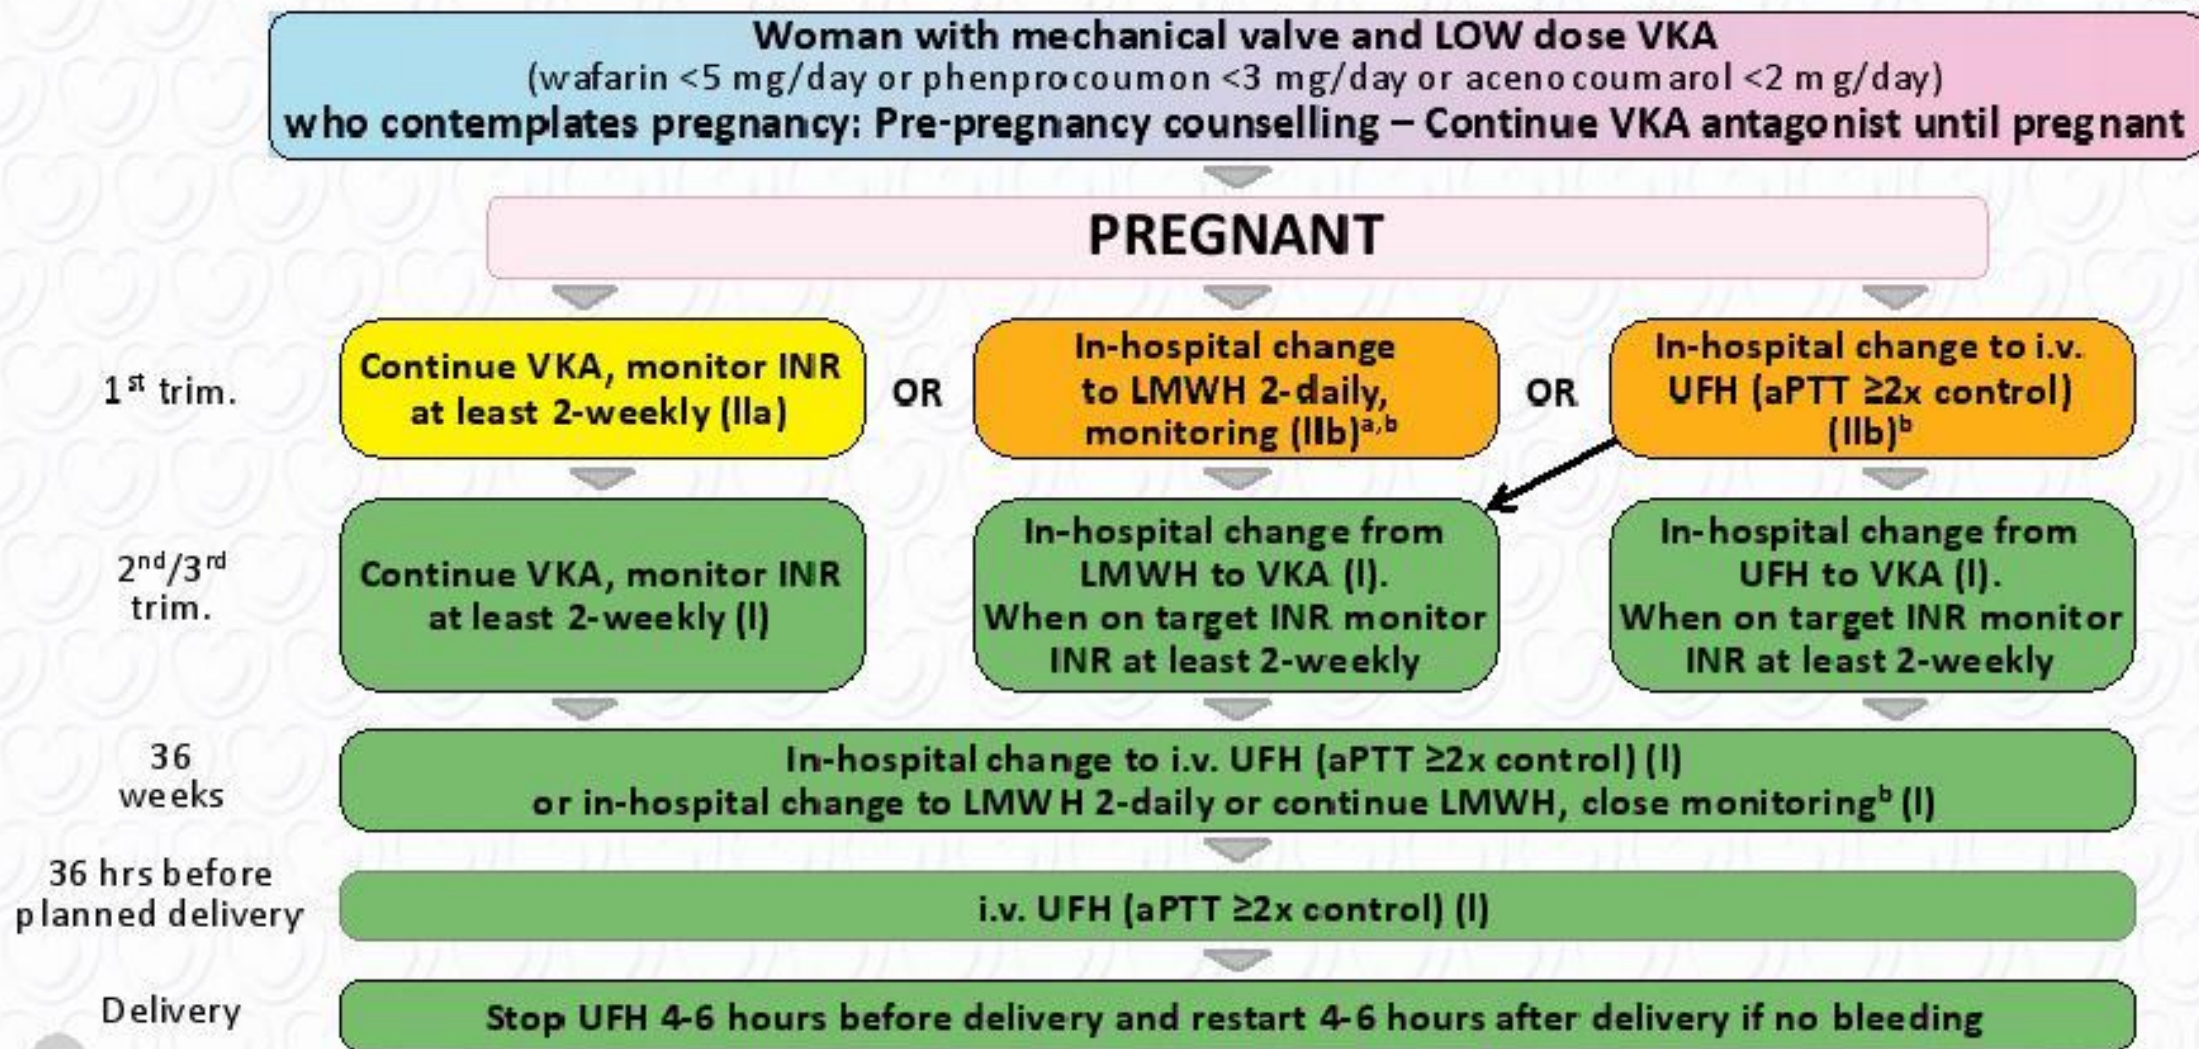 Woman with mechanical valve and LOW dose VKA
(wafarin <5 mg/day or phenprocoumon <3 mg/day or acenocoumarol <2 mg/day)
who contemplates pregnancy: Pre-pregnancy counselling – Continue VKA antagonist until pregnant
PREGNANT
1st trim.
Continue VKA, monitor INR
at least 2-weekly (IIa)
OR
In-hospital change
to LMWH 2-daily,
monitoring (IIb)a,b
OR
In-hospital change to i.v.
UFH (aPTT ≥2x control)
(IIb)b
2nd/3rd
trim.
Continue VKA, monitor INR
at least 2-weekly (I)
In-hospital change from
LMWH to VKA (I).
When on target INR monitor
INR at least 2-weekly
In-hospital change from
UFH to VKA (I).
When on target INR monitor
INR at least 2-weekly
36
weeks
In-hospital change to i.v. UFH (aPTT ≥2x control) (I)
or in-hospital change to LMWH 2-daily or continue LMWH, close monitoringb (I)
36 hrs before
planned delivery
i.v. UFH (aPTT ≥2x control) (I)
Delivery
Stop UFH 4-6 hours before delivery and restart 4-6 hours after delivery if no bleeding